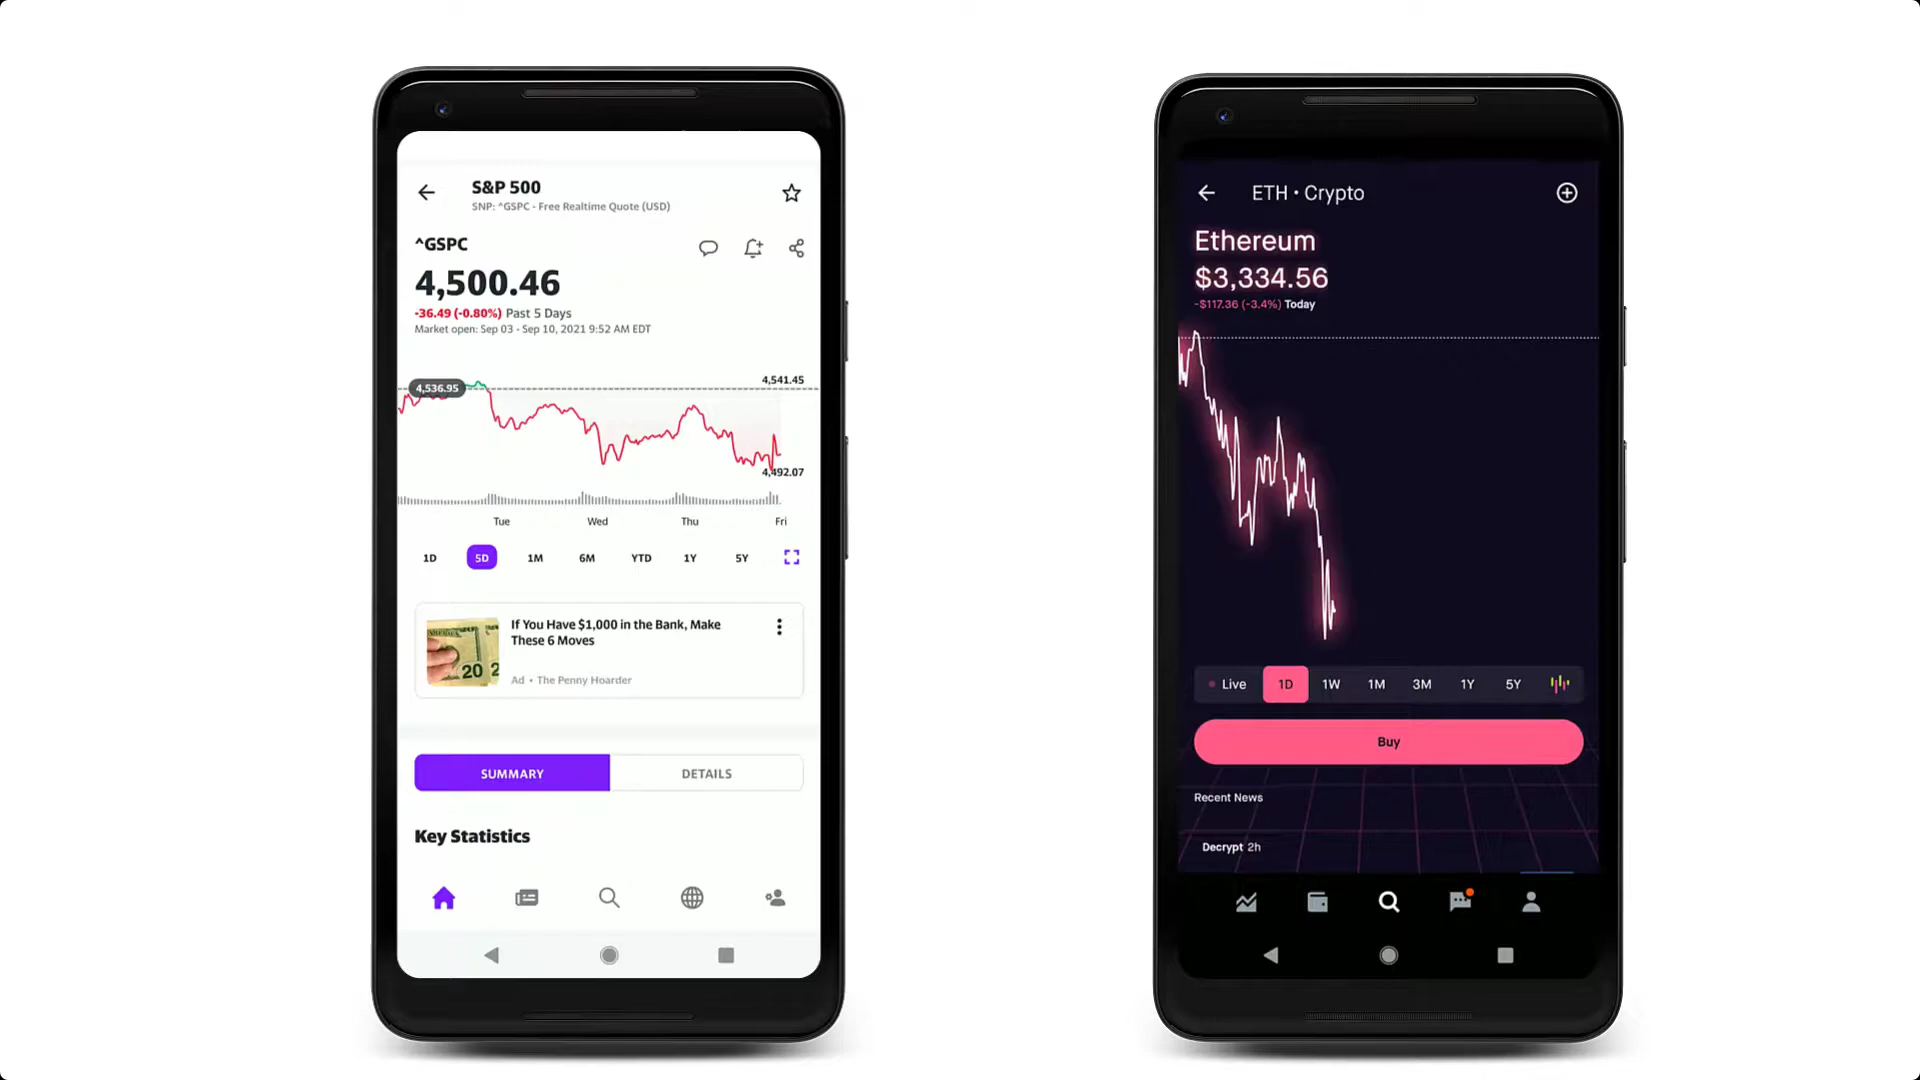 S&P 500
SNP: ^GSPC - Free Realtime Quote (USD)
^GSPC
4,500.46
-36.49 (-0.80%) Past 5 Days
Market open: Sep 03 - Sep 10, 2021 9:52 AM EDT
4,541.45
4,536.95
4,492.07
Tue Wed Thu Fri
1D 5D 1M 6M YTD 1Y 5Y
If You Have $1,000 in the Bank, Make
These 6 Moves
20 2
Ad • The Penny Hoarder
SUMMARY DETAILS
Key Statistics
ETH • Crypto
Ethereum
$3,334.56
-$117.36 (-3.4%) Today
Live 1D 1W 1M 3M 1Y 5Y
Buy
Recent News
Decrypt 2h